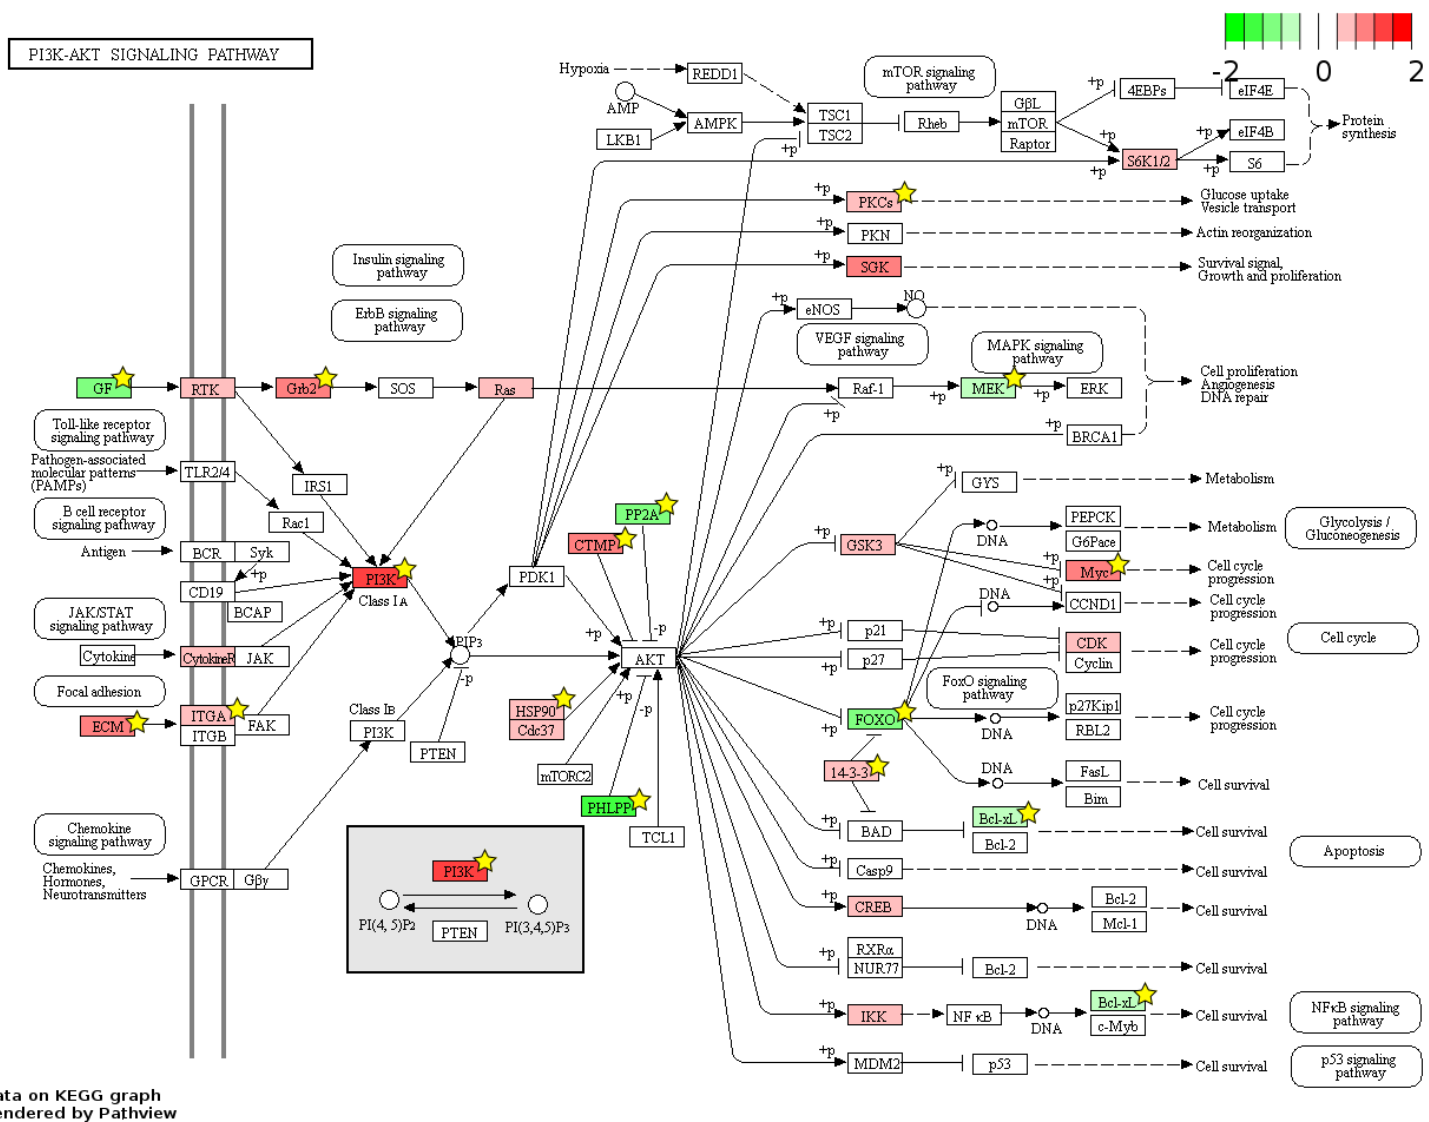 PI3K-AKT SIGNALING PATHWAY
-2 0 2
Hypoxia
REDD1
mTOR signaling
pathway
AMP
LKB1
AMPK
TSC1
TSC2
+p
Rheb
GβL
mTOR
Raptor
+p
4EBPs
eIF4E
+p
S6K1/2
+p
+p
eIF4B
+p
S6
Protein
synthesis
+p
PKCs
Glucose uptake
Vesicle transport
+p
PKN
Actin reorganization
+p
SGK
Survival signal,
Growth and proliferation
Insulin signaling
pathway
ErbB signaling
pathway
+p
eNOS
NO
VEGF signaling
pathway
MAPK signaling
pathway
GF
RTK
Grb2
SOS
Ras
Raf-1
+p
+p
MEK
+p
ERK
Cell proliferation
Angiogenesis
DNA repair
+p
BRCA1
Toll-like receptor
signaling pathway
Pathogen-associated
molecular patterns
(PAMPs)
TLR2/4
IRS1
Rac1
B cell receptor
signaling pathway
Antigen
BCR
Syk
+p
CD19
BCAP
PI3K
Class IA
JAK/STAT
signaling pathway
Cytokine
CytokineR
JAK
Focal adhesion
ECM
ITGA
ITGB
FAK
PIP3
-p
PTEN
Class IB
PI3K
PDK1
PP2A
CTMP
+p
-p
AKT
HSP90
Cdc37
+p
-p
mTORC2
PHLPP
TCL1
Chemokine
signaling pathway
Chemokines,
Hormones,
Neurotransmitters
GPCR
Gβγ
PI3K
PI(4, 5)P2
PI(3,4,5)P3
PTEN
+p
GYS
Metabolism
+p
GSK3
DNA
PEPCK
G6Pace
Metabolism
Glycolysis /
Gluconeogenesis
+p
Myc
Cell cycle
progression
+p
DNA
CCND1
Cell cycle
progression
+p
p21
+p
p27
CDK
Cyclin
Cell cycle
progression
Cell cycle
FoxO signaling
pathway
+p
FOXO
DNA
p27Kip1
RBL2
Cell cycle
progression
14-3-3
DNA
FasL
Bim
Cell survival
+p
BAD
Bcl-xL
Bcl-2
Cell survival
Apoptosis
+p
Casp9
Cell survival
+p
CREB
DNA
Bcl-2
Mcl-1
Cell survival
+p
RXRα
NUR77
Bcl-2
Cell survival
+p
IKK
NFκB
DNA
Bcl-xL
c-Myb
Cell survival
NFκB signaling
pathway
+p
MDM2
p53
Cell survival
p53 signaling
pathway
ata on KEGG graph
endered by Pathview